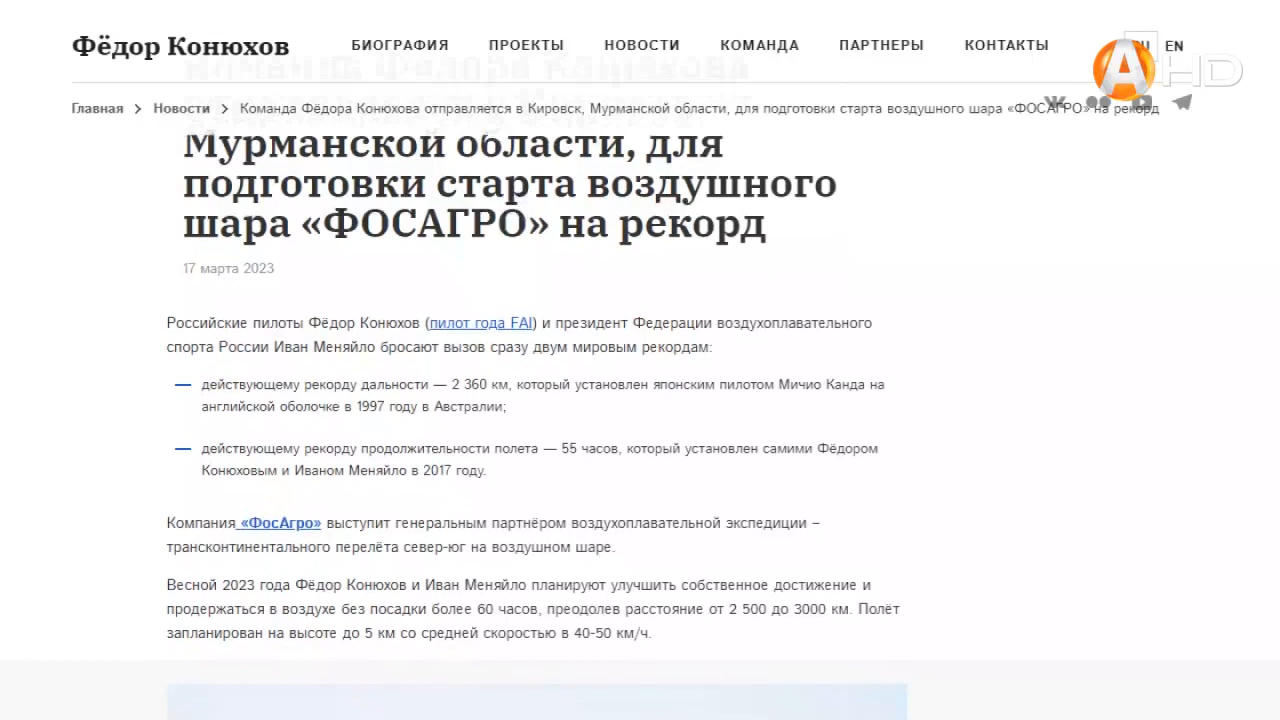 Фёдор Конюхов
БИОГРАФИЯ ПРОЕКТЫ НОВОСТИ КОМАНДА ПАРТНЕРЫ КОНТАКТЫ RU EN
А HD
Главная > Новости > Команда Фёдора Конюхова отправляется в Кировск, Мурманской области, для подготовки старта воздушного шара «ФОСАГРО» на рекорд
Мурманской области, для
подготовки старта воздушного
шара «ФОСАГРО» на рекорд
17 марта 2023
Российские пилоты Фёдор Конюхов (пилот года FAI) и президент Федерации воздухоплавательного
спорта России Иван Меняйло бросают вызов сразу двум мировым рекордам:
— действующему рекорду дальности — 2 360 км, который установлен японским пилотом Мичио Канда на
английской оболочке в 1997 году в Австралии;
— действующему рекорду продолжительности полета — 55 часов, который установлен самими Фёдором
Конюховым и Иваном Меняйло в 2017 году.
Компания «ФосАгро» выступит генеральным партнёром воздухоплавательной экспедиции –
трансконтинентального перелёта север-юг на воздушном шаре.
Весной 2023 года Фёдор Конюхов и Иван Меняйло планируют улучшить собственное достижение и
продержаться в воздухе без посадки более 60 часов, преодолев расстояние от 2 500 до 3000 км. Полёт
запланирован на высоте до 5 км со средней скоростью в 40-50 км/ч.